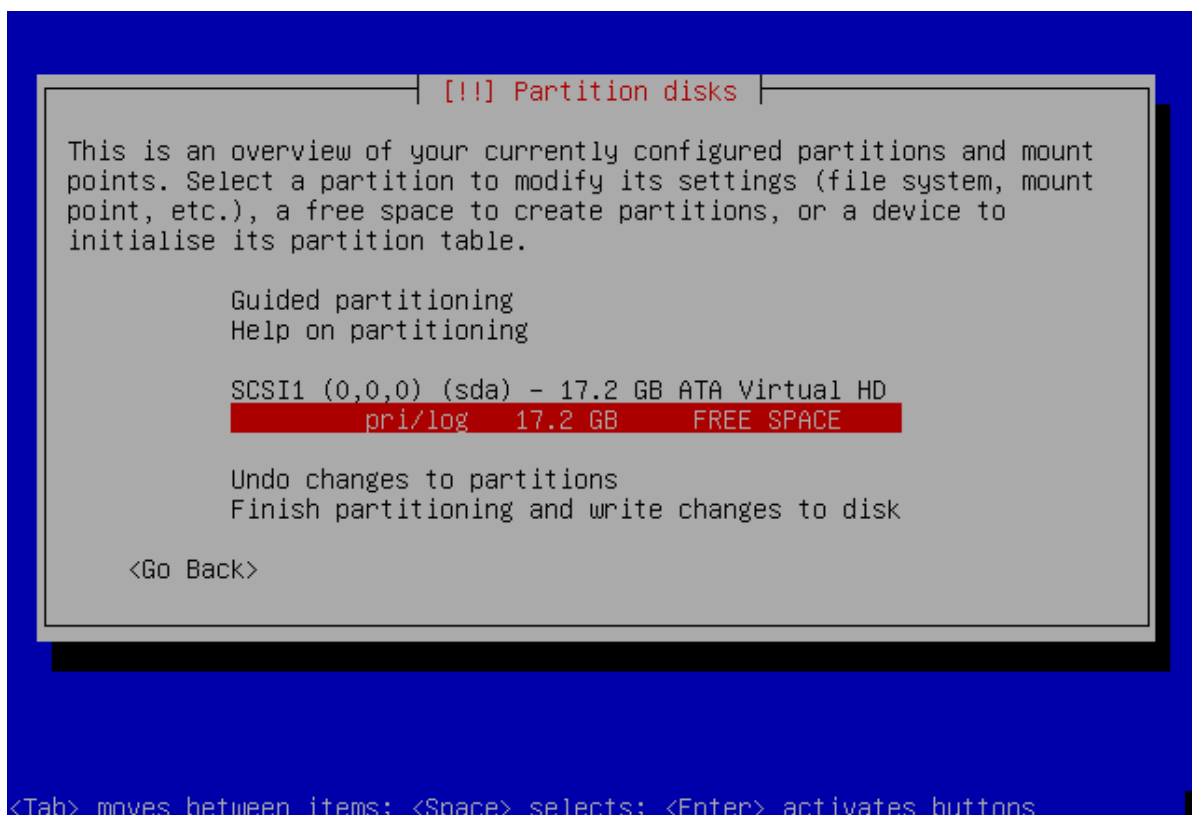 [!!] Partition disks
This is an overview of your currently configured partitions and mount
points. Select a partition to modify its settings (file system, mount
point, etc.), a free space to create partitions, or a device to
initialise its partition table.
Guided partitioning
Help on partitioning
SCSI1 (0,0,0) (sda) – 17.2 GB ATA Virtual HD
pri/log 17.2 GB FREE SPACE
Undo changes to partitions
Finish partitioning and write changes to disk
<Go Back>
<Tab> moves between items; <Space> selects; <Enter> activates buttons